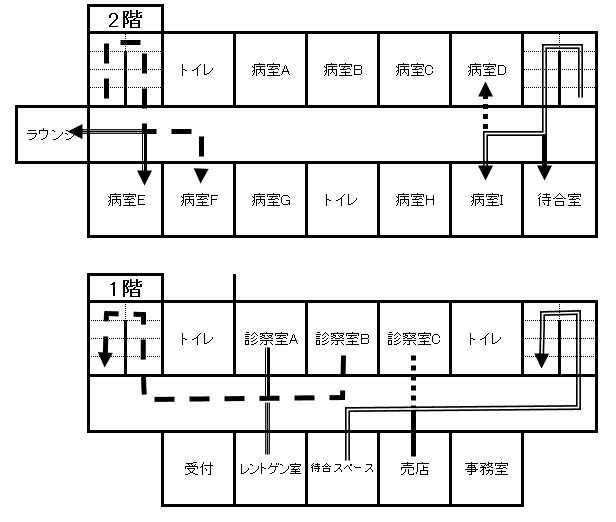 2階
トイレ 病室A 病室B 病室C 病室D
ラウンジ
病室E 病室F 病室G トイレ 病室H 病室I 待合室
1階
トイレ 診察室A 診察室B 診察室C トイレ
受付 レントゲン室 待合スペース 売店 事務室